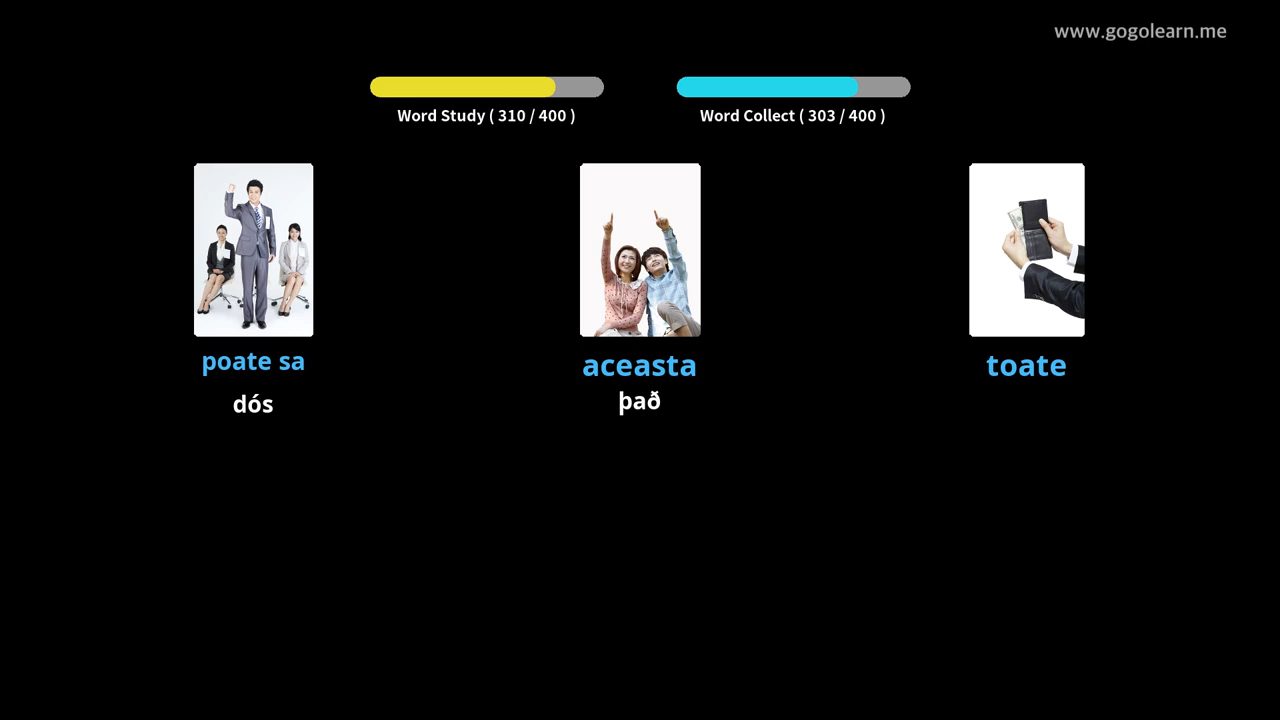 www.gogolearn.me
Word Study ( 310 / 400 )
Word Collect ( 303 / 400 )
poate sa
aceasta
toate
dós
það